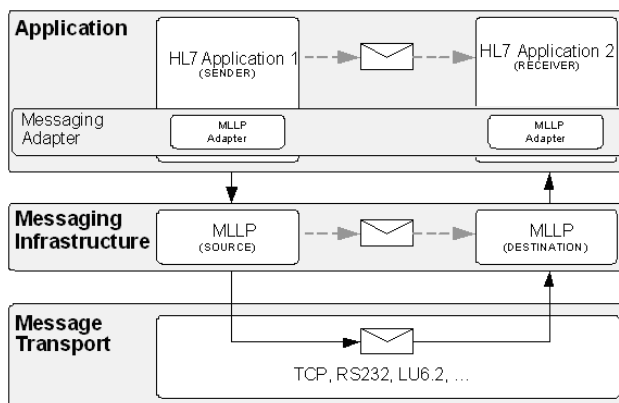 Application
HL7 Application 1
(SENDER)
HL7 Application 2
(RECEIVER)
Messaging
Adapter
MLLP
Adapter
MLLP
Adapter
Messaging
Infrastructure
MLLP
(SOURCE)
MLLP
(DESTINATION)
Message
Transport
TCP, RS232, LU6.2, ...